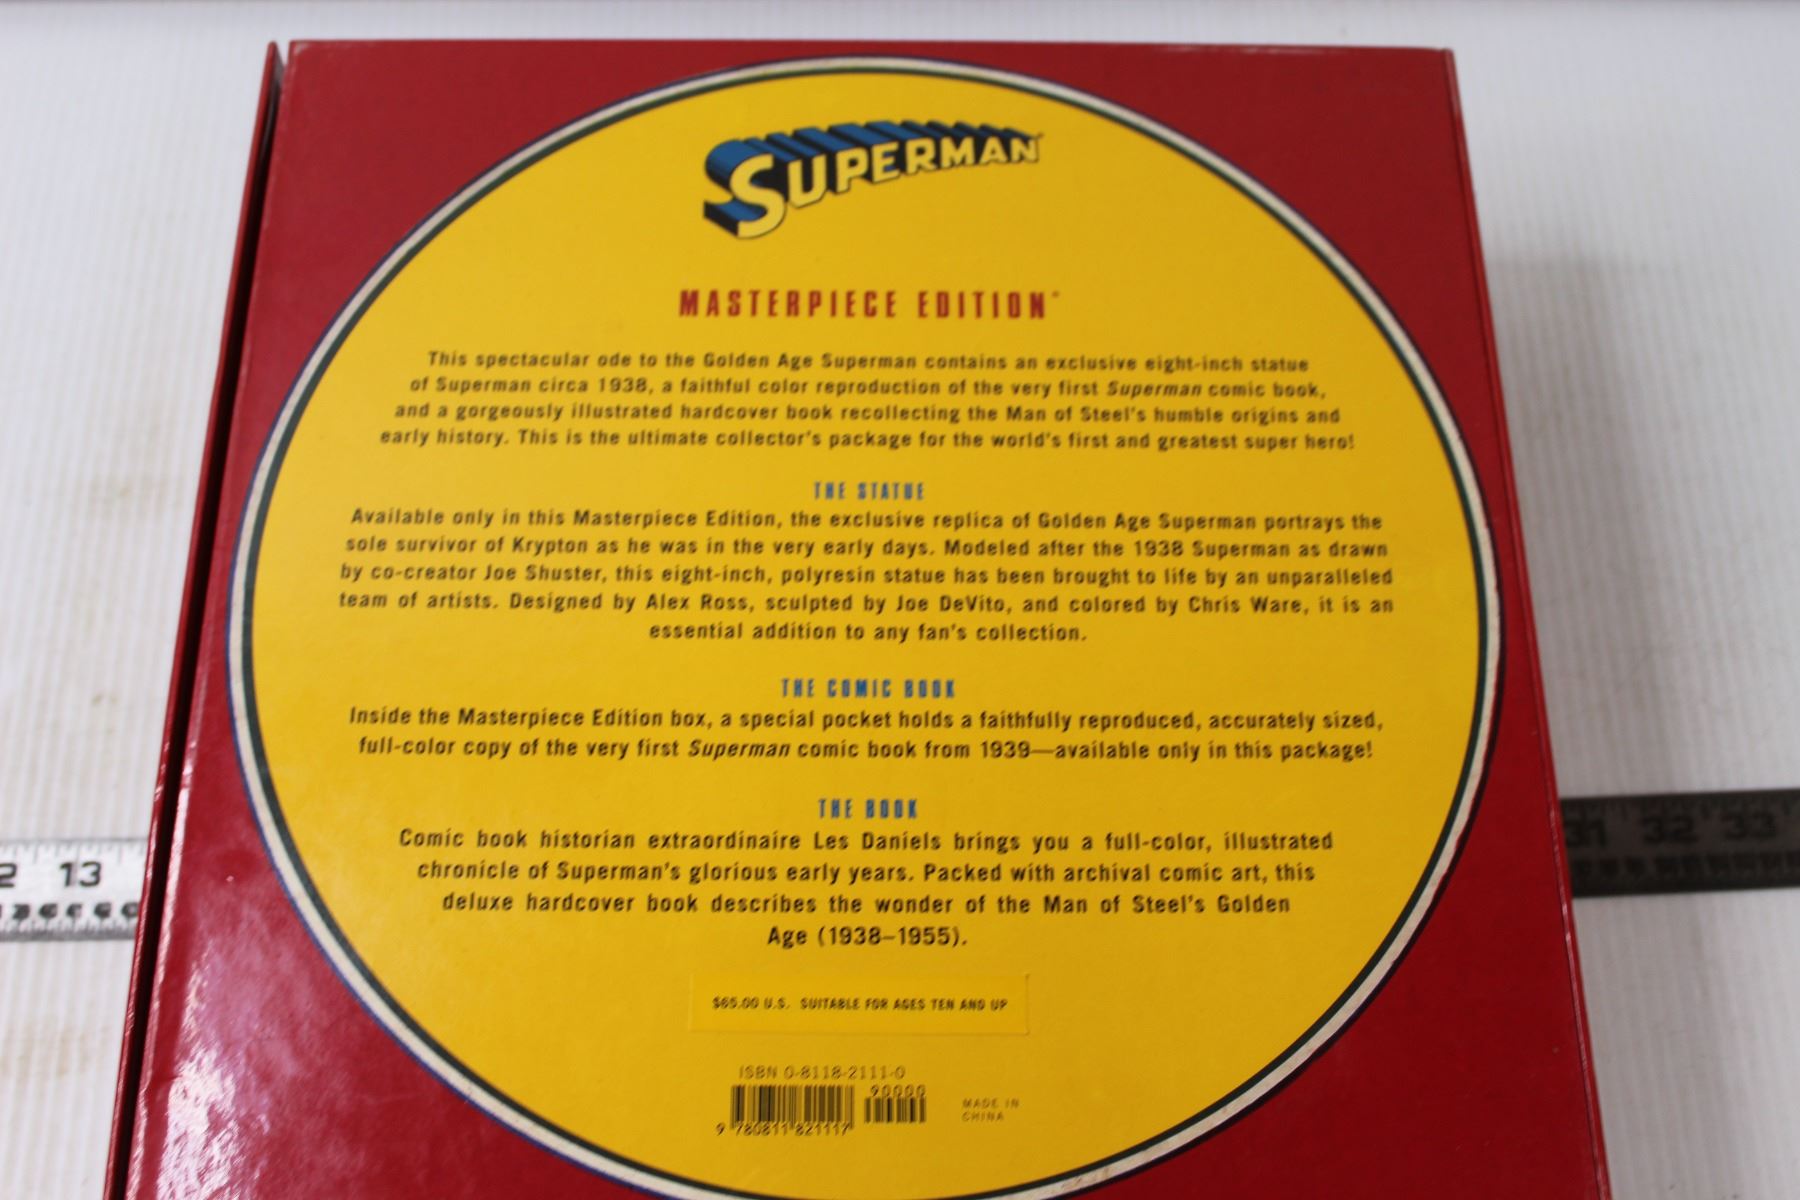 SUPERMAN
MASTERPIECE EDITION™
This spectacular ode to the Golden Age Superman contains an exclusive eight-inch statue
of Superman circa 1938, a faithful color reproduction of the very first Superman comic book,
and a gorgeously illustrated hardcover book recollecting the Man of Steel's humble origins and
early history. This is the ultimate collector's package for the world's first and greatest super hero!
THE STATUE
Available only in this Masterpiece Edition, the exclusive replica of Golden Age Superman portrays the
sole survivor of Krypton as he was in the very early days. Modeled after the 1938 Superman as drawn
by co-creator Joe Shuster, this eight-inch, polyresin statue has been brought to life by an unparalleled
team of artists. Designed by Alex Ross, sculpted by Joe DeVito, and colored by Chris Ware, it is an
essential addition to any fan's collection.
THE COMIC BOOK
Inside the Masterpiece Edition box, a special pocket holds a faithfully reproduced, accurately sized,
full-color copy of the very first Superman comic book from 1939—available only in this package!
THE BOOK
Comic book historian extraordinaire Les Daniels brings you a full-color, illustrated
chronicle of Superman's glorious early years. Packed with archival comic art, this
deluxe hardcover book describes the wonder of the Man of Steel's Golden
Age (1938–1955).
$65.00 U.S. SUITABLE FOR AGES TEN AND UP
ISBN 0-8118-2111-0
90000
9 780811 821117
MADE IN
CHINA
2 13
31 32 33